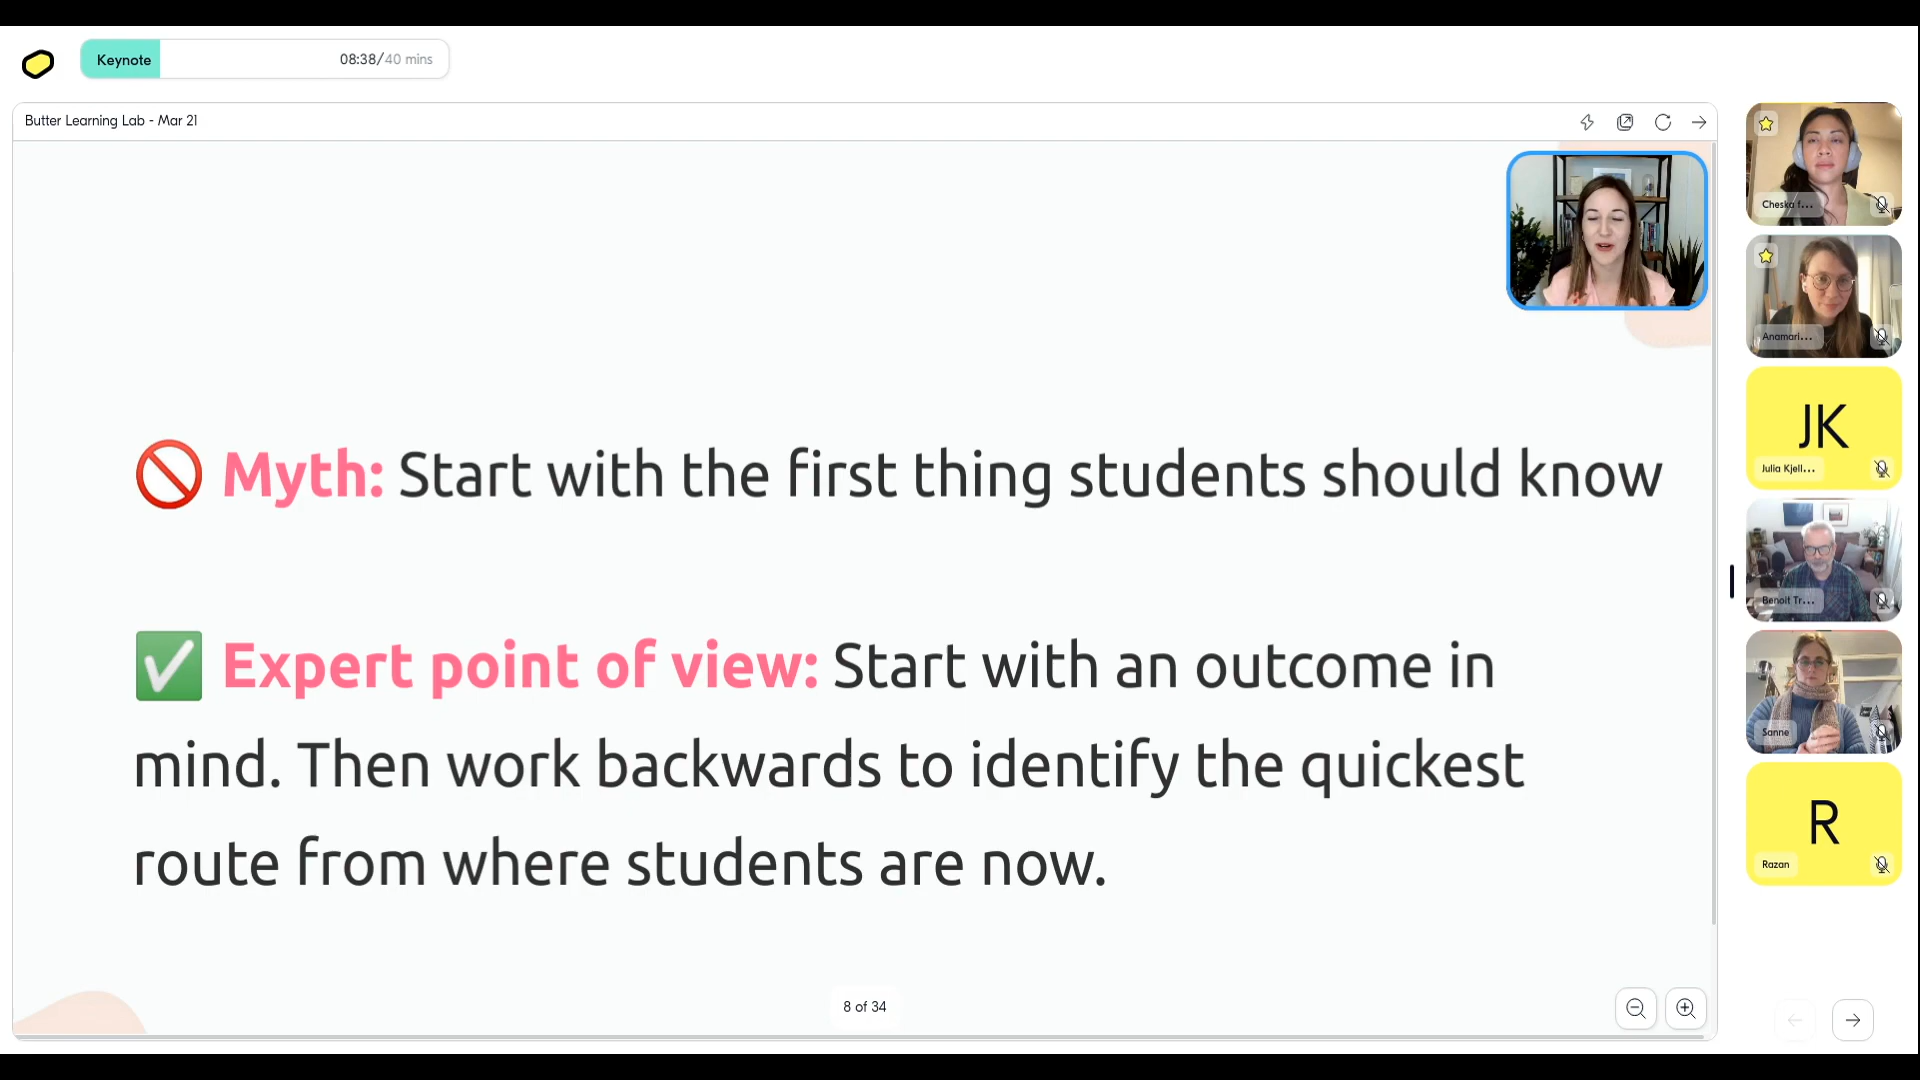 Keynote
08:38/40 mins
Butter Learning Lab - Mar 21
🚫 Myth: Start with the first thing students should know
✅ Expert point of view: Start with an outcome in
mind. Then work backwards to identify the quickest
route from where students are now.
8 of 34
Cheska f...
Anamari...
JK
Julia Kjell...
Benoit Tr...
Sanne
R
Razan